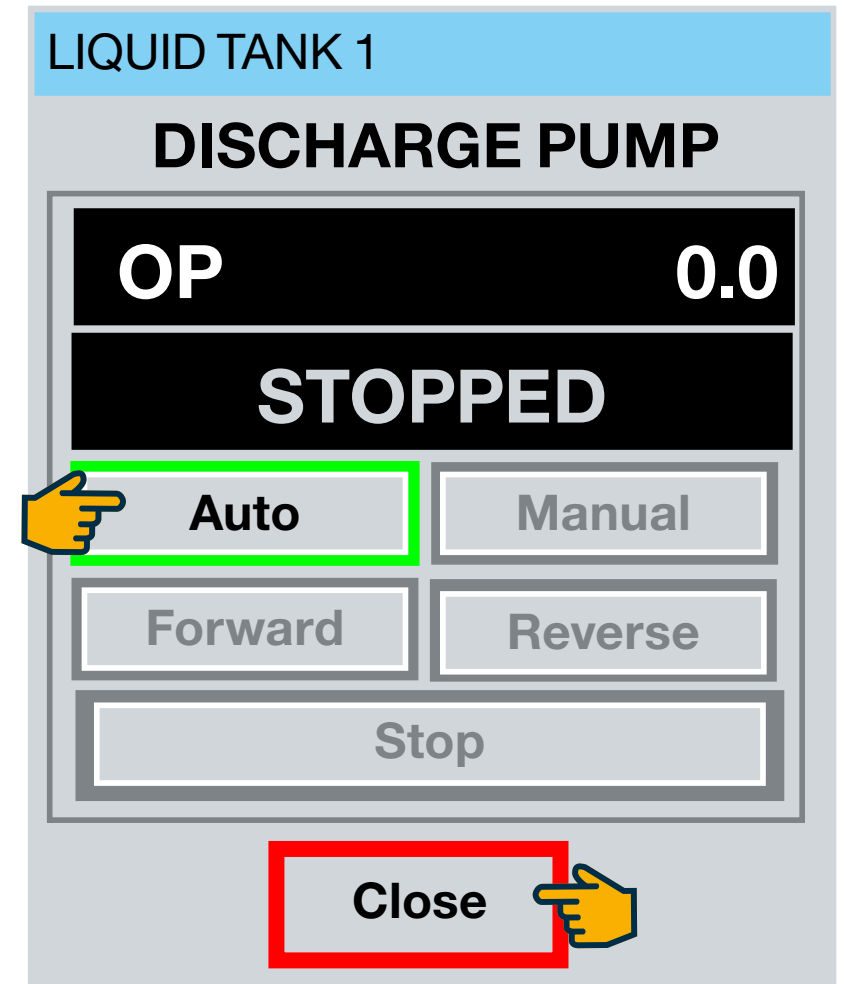 LIQUID TANK 1
DISCHARGE PUMP
OP 0.0
STOPPED
Auto Manual
Forward Reverse
Stop
Close